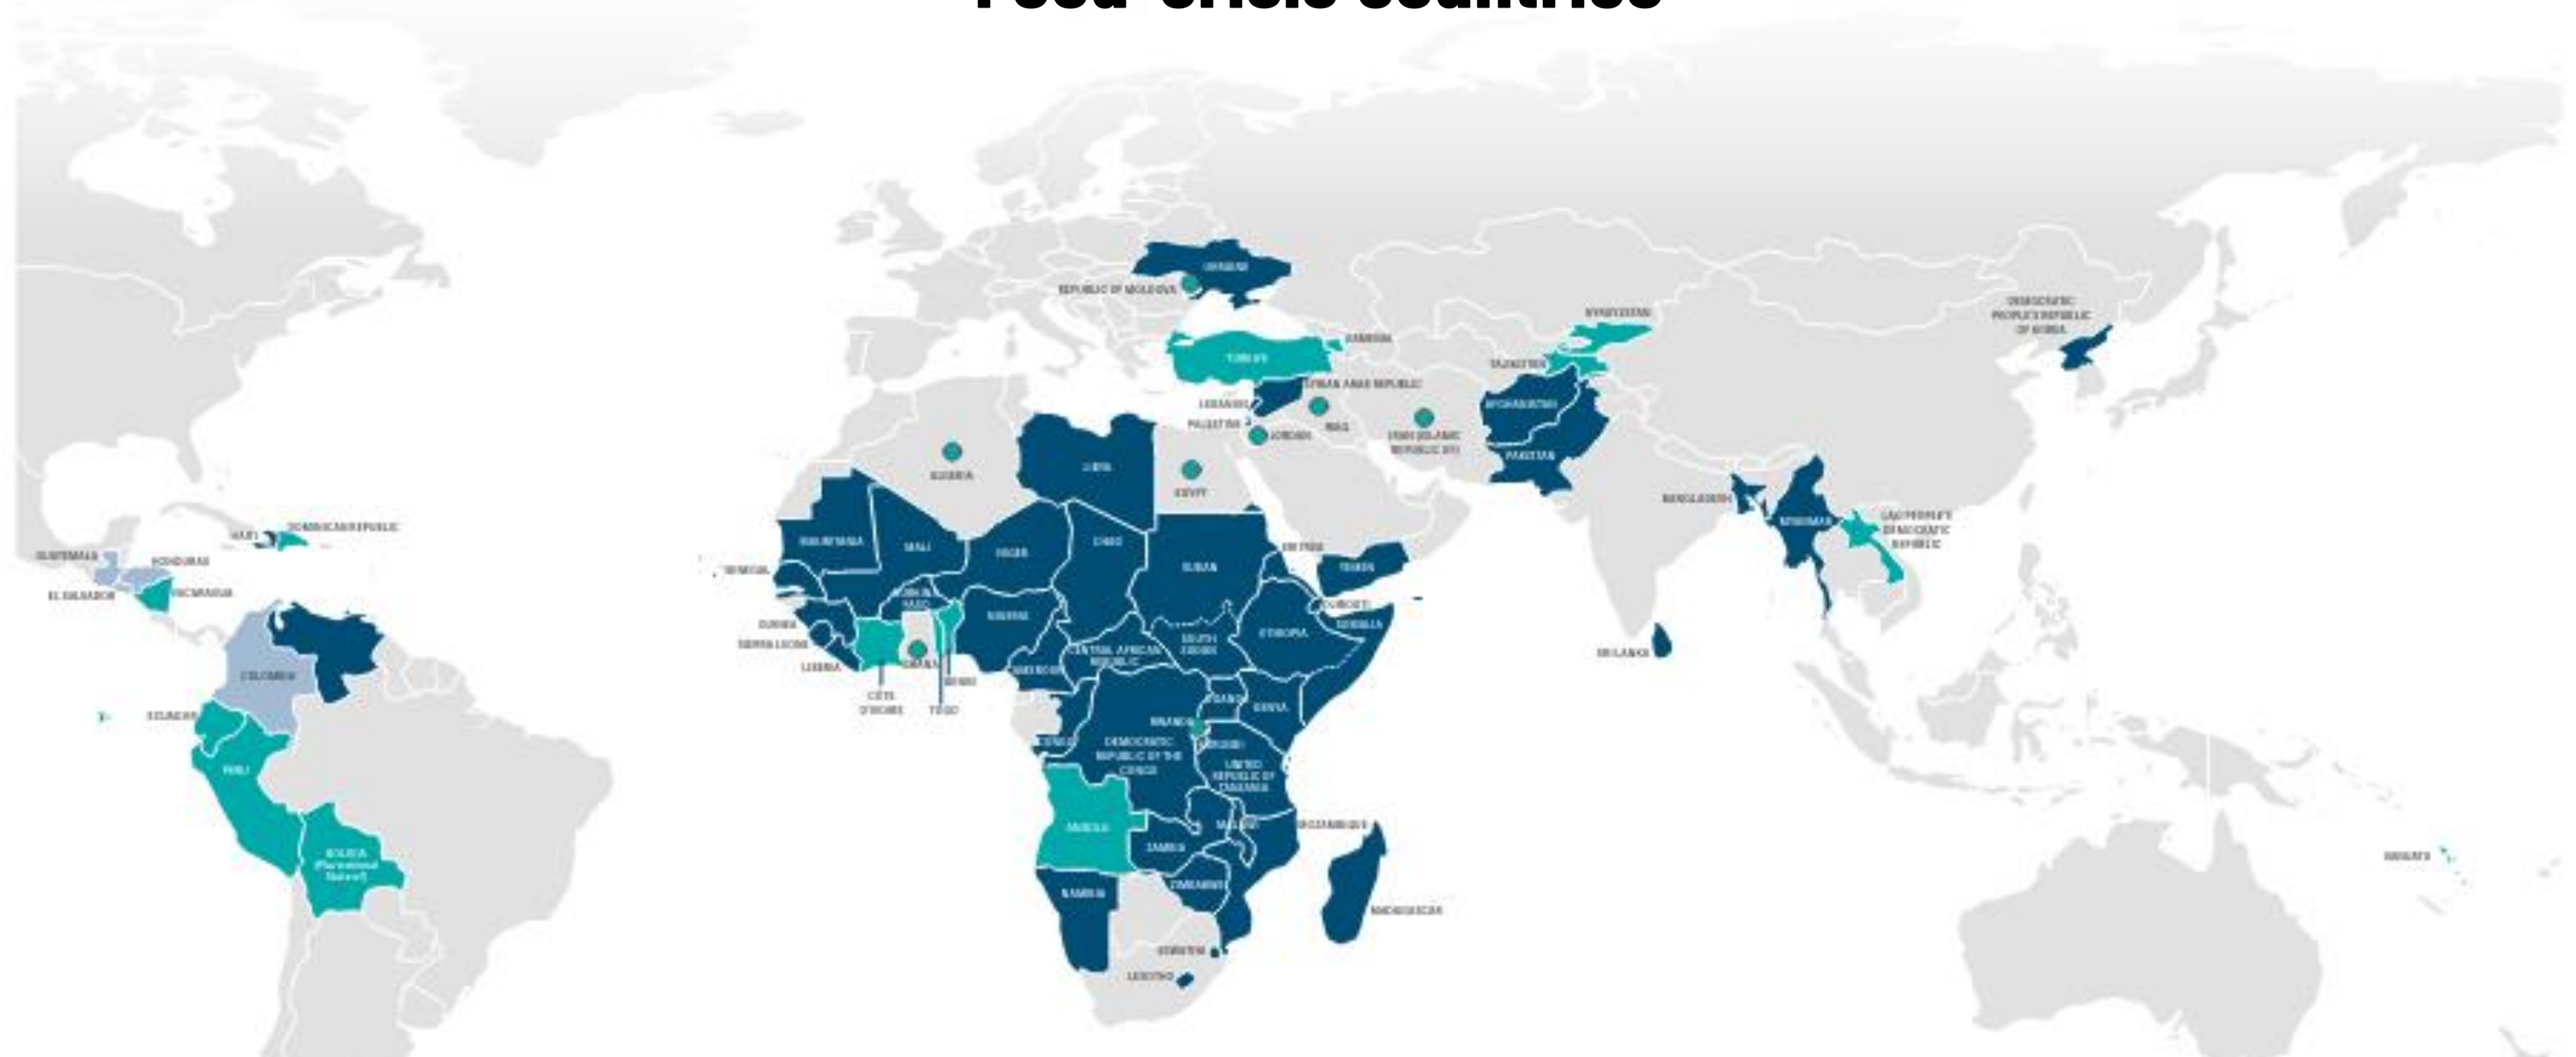 Food-crisis countries
UKRAINE
REPUBLIC OF MOLDOVA
KYRGYZSTAN
DEMOCRATIC
PEOPLE'S REPUBLIC
OF KOREA
ARMENIA
TÜRKIYE
TAJIKISTAN
SYRIAN ARAB REPUBLIC
LEBANON
AFGHANISTAN
PALESTINE
JORDAN
IRAQ
IRAN (ISLAMIC
REPUBLIC OF)
PAKISTAN
ALGERIA
LIBYA
EGYPT
BANGLADESH
MYANMAR
LAO PEOPLE'S
DEMOCRATIC
REPUBLIC
HAITI
DOMINICAN REPUBLIC
GUATEMALA
HONDURAS
EL SALVADOR
NICARAGUA
MAURITANIA
MALI
NIGER
CHAD
SUDAN
ERITREA
YEMEN
SENEGAL
BURKINA
FASO
NIGERIA
DJIBOUTI
ETHIOPIA
SOMALIA
GUINEA
SIERRA LEONE
LIBERIA
GHANA
CENTRAL AFRICAN
REPUBLIC
SOUTH
SUDAN
CAMEROON
BENIN
CÔTE
D'IVOIRE
TOGO
SRI LANKA
COLOMBIA
ECUADOR
PERU
BOLIVIA
(Plurinational
State of)
UGANDA
KENYA
RWANDA
BURUNDI
CONGO
DEMOCRATIC
REPUBLIC OF THE
CONGO
UNITED
REPUBLIC OF
TANZANIA
ANGOLA
MALAWI
MOZAMBIQUE
ZAMBIA
ZIMBABWE
NAMIBIA
MADAGASCAR
ESWATINI
LESOTHO
VANUATU